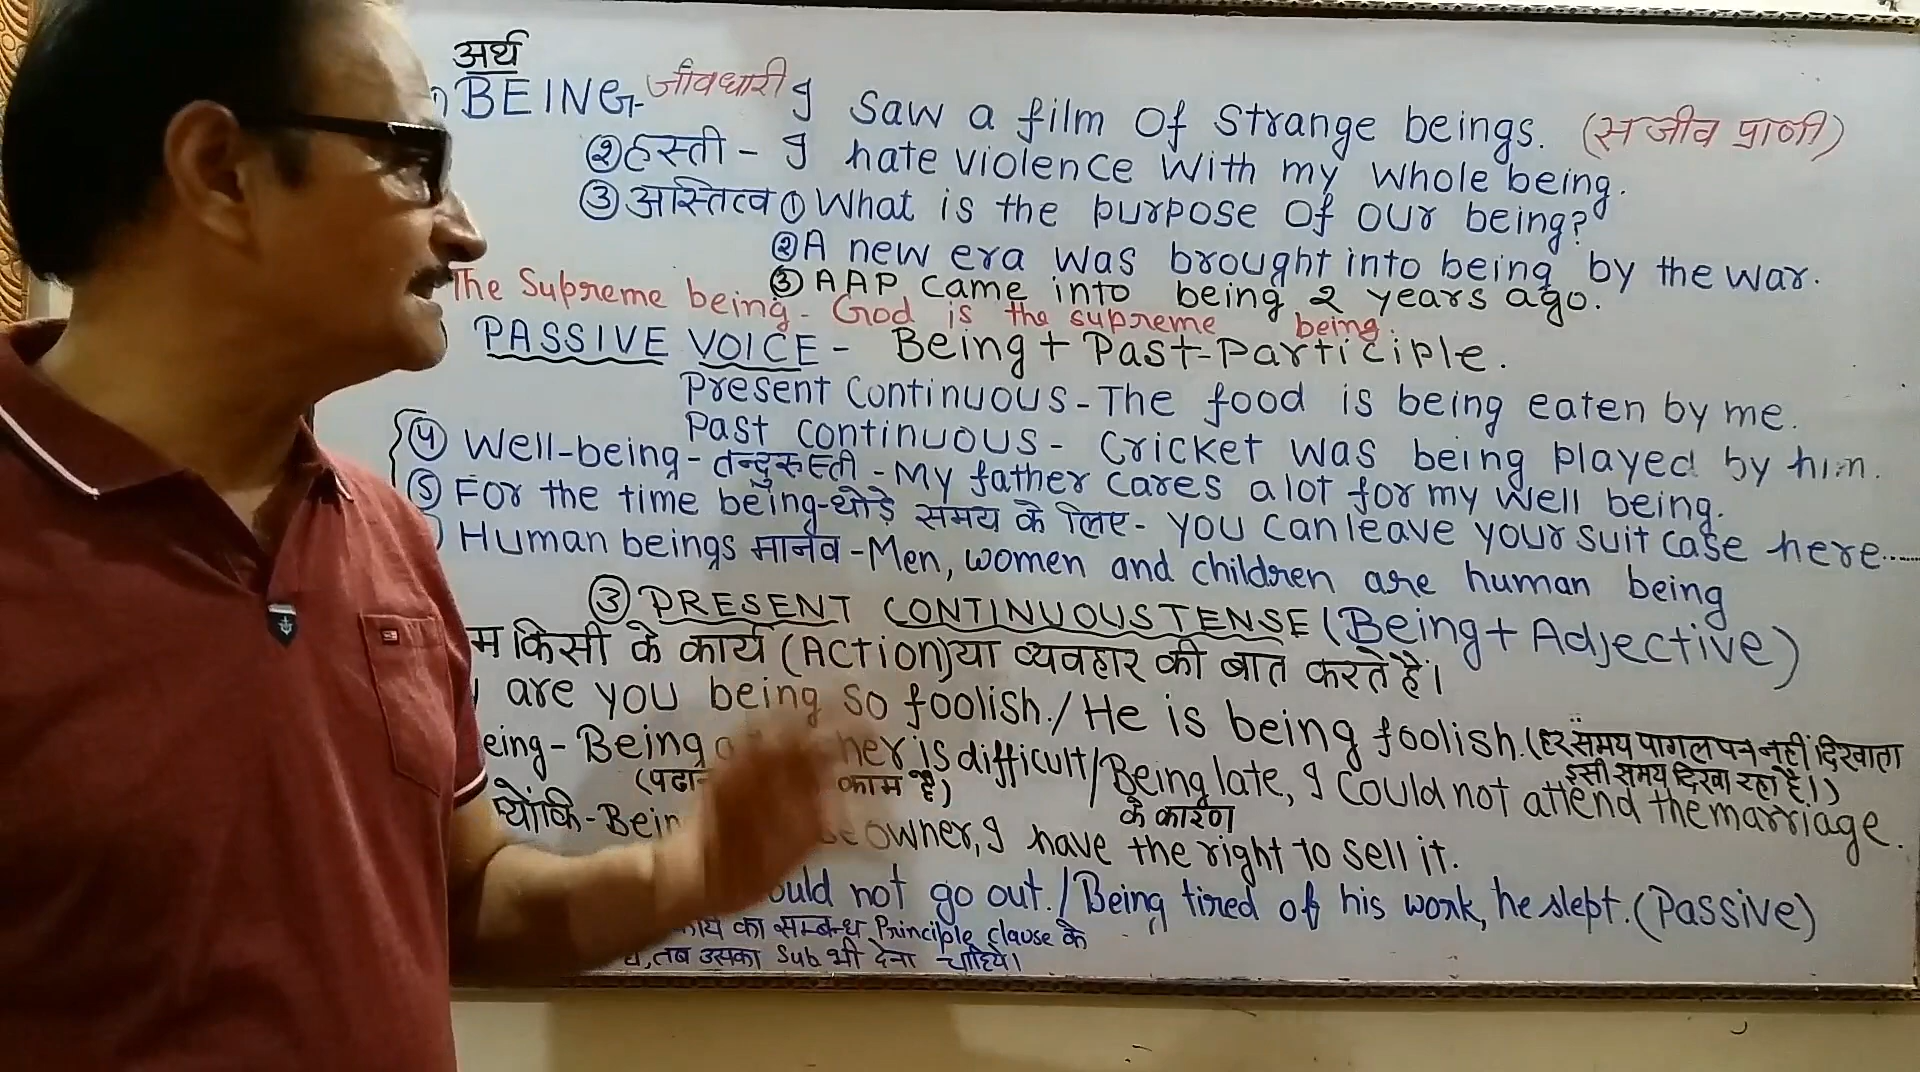 अर्थ
BEING- जीवधारी I saw a film of strange beings. (सजीव प्राणी)
② हस्ती - I hate violence with my whole being.
③ अस्तित्व ① What is the purpose of our being?
② A new era was brought into being by the war.
③ AAP came into being 2 years ago.
The Supreme being - God is the supreme being.
PASSIVE VOICE - Being + Past-Participle.
Present Continuous - The food is being eaten by me.
Past continuous - Cricket was being played by him.
④ Well-being - तन्दुरुस्ती - My father cares a lot for my well being.
⑤ For the time being - थोड़े समय के लिए - You can leave your suit case here......
Human beings मानव - Men, women and children are human being
③ PRESENT CONTINUOUS TENSE (Being + Adjective)
म किसी के कार्य (Action) या व्यवहार की बात करते है।
are you being so foolish. / He is being foolish. (हर समय पागलपन नहीं दिखाता
इसी समय दिखा रहा है।)
eing - Being her is difficult / Being late, I could not attend the marriage.
काम है) के कारण
owner, I have the right to sell it.
ould not go out. / Being tired of his work, he slept. (Passive)
का सम्बन्ध Principle clause के
तब उसका Sub भी देना चाहिये।